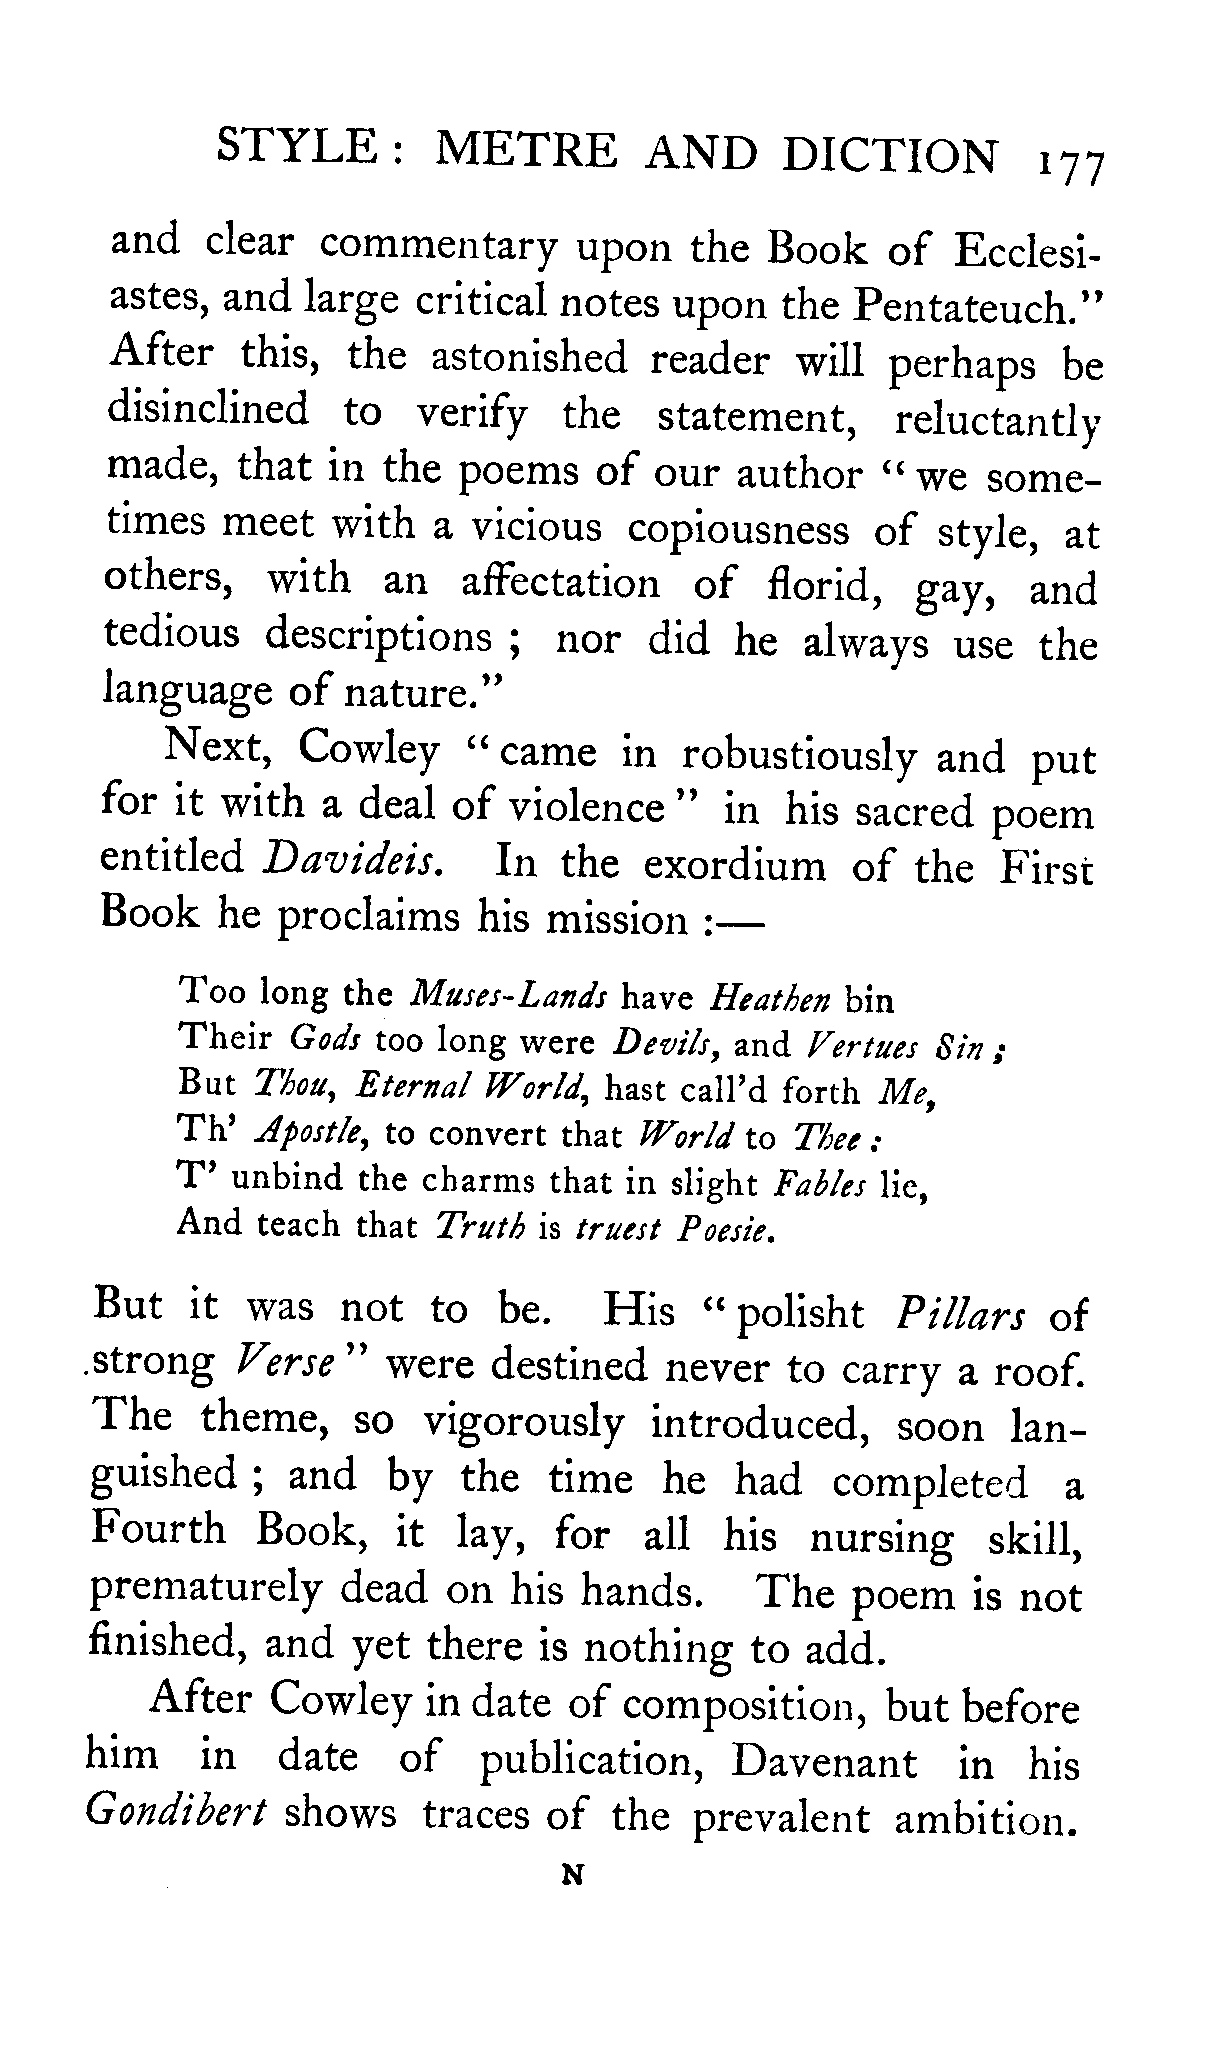 STYLE : METRE AND DICTION 177
and clear commentary upon the Book of Ecclesi-
astes, and large critical notes upon the Pentateuch."
After this, the astonished reader will perhaps be
disinclined to verify the statement, reluctantly
made, that in the poems of our author " we some-
times meet with a vicious copiousness of style, at
others, with an affectation of florid, gay, and
tedious descriptions ; nor did he always use the
language of nature."
Next, Cowley " came in robustiously and put
for it with a deal of violence " in his sacred poem
entitled Davideis. In the exordium of the First
Book he proclaims his mission :—
Too long the Muses-Lands have Heathen bin
Their Gods too long were Devils, and Vertues Sin ;
But Thou, Eternal World, hast call'd forth Me,
Th' Apostle, to convert that World to Thee :
T' unbind the charms that in slight Fables lie,
And teach that Truth is truest Poesie.
But it was not to be. His " polisht Pillars of
strong Verse " were destined never to carry a roof.
The theme, so vigorously introduced, soon lan-
guished ; and by the time he had completed a
Fourth Book, it lay, for all his nursing skill,
prematurely dead on his hands. The poem is not
finished, and yet there is nothing to add.
After Cowley in date of composition, but before
him in date of publication, Davenant in his
Gondibert shows traces of the prevalent ambition.
N